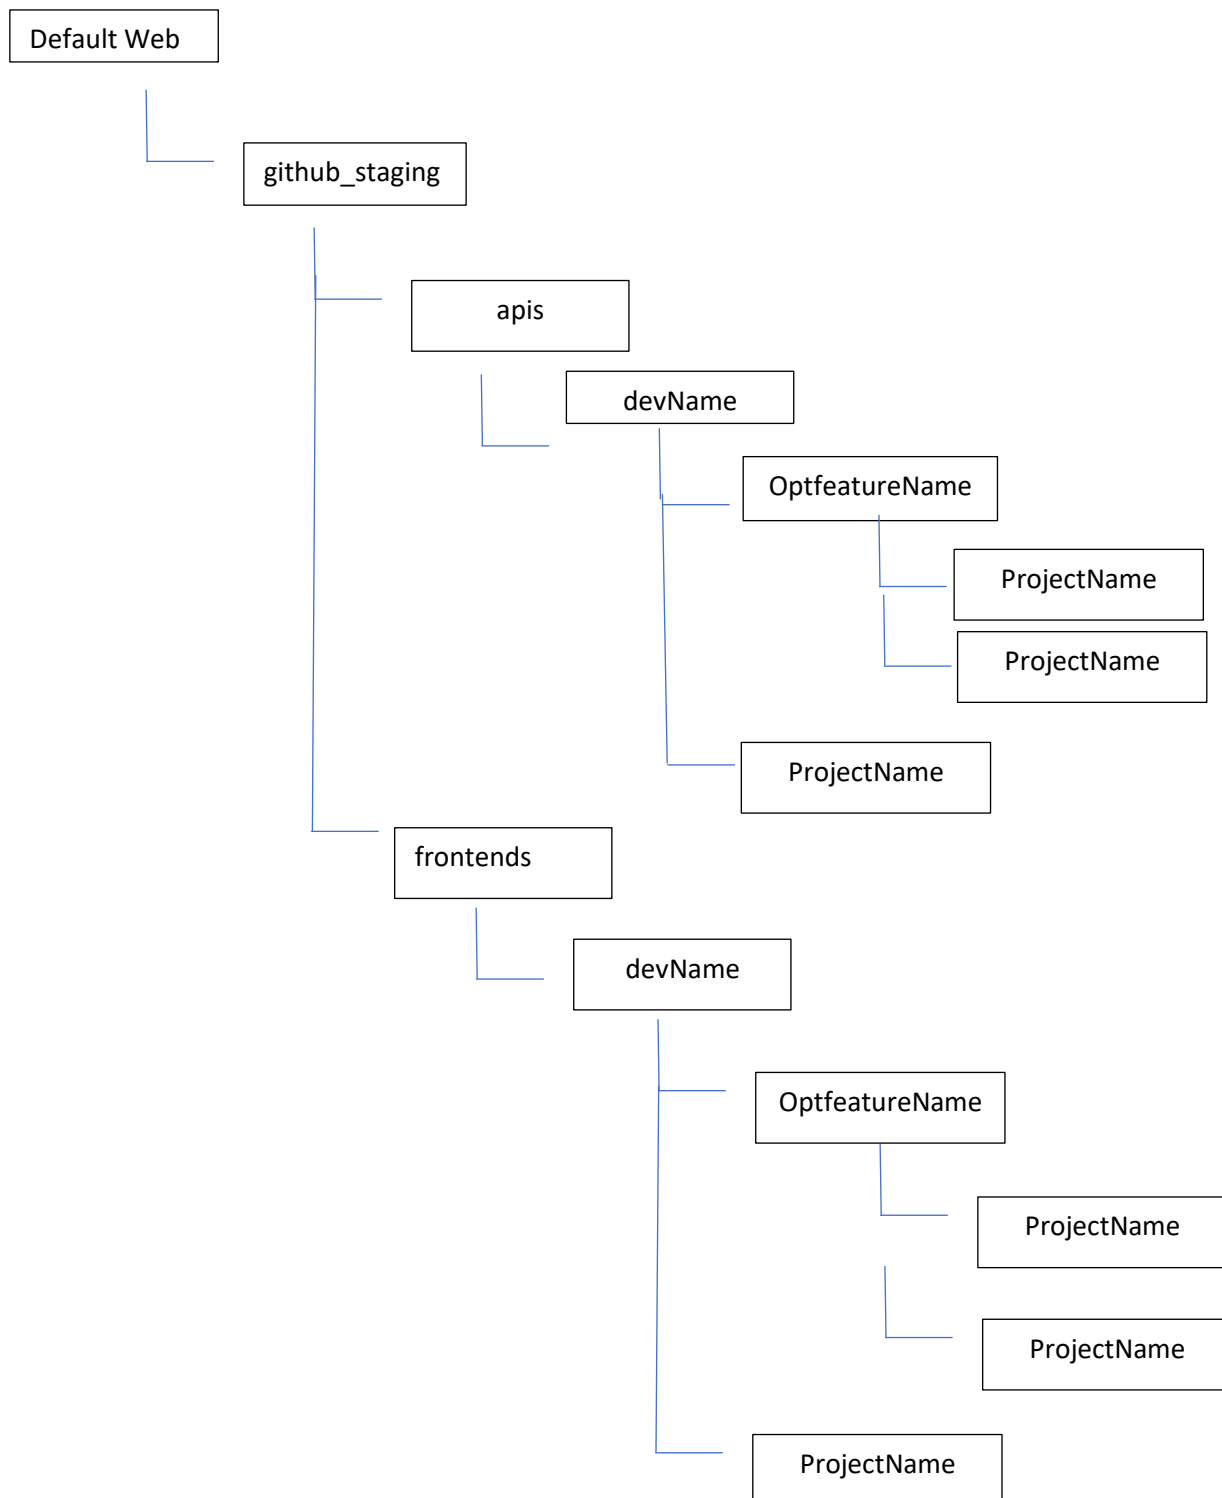 Default Web
github_staging
apis
devName
OptfeatureName
ProjectName
ProjectName
ProjectName
frontends
devName
OptfeatureName
ProjectName
ProjectName
ProjectName